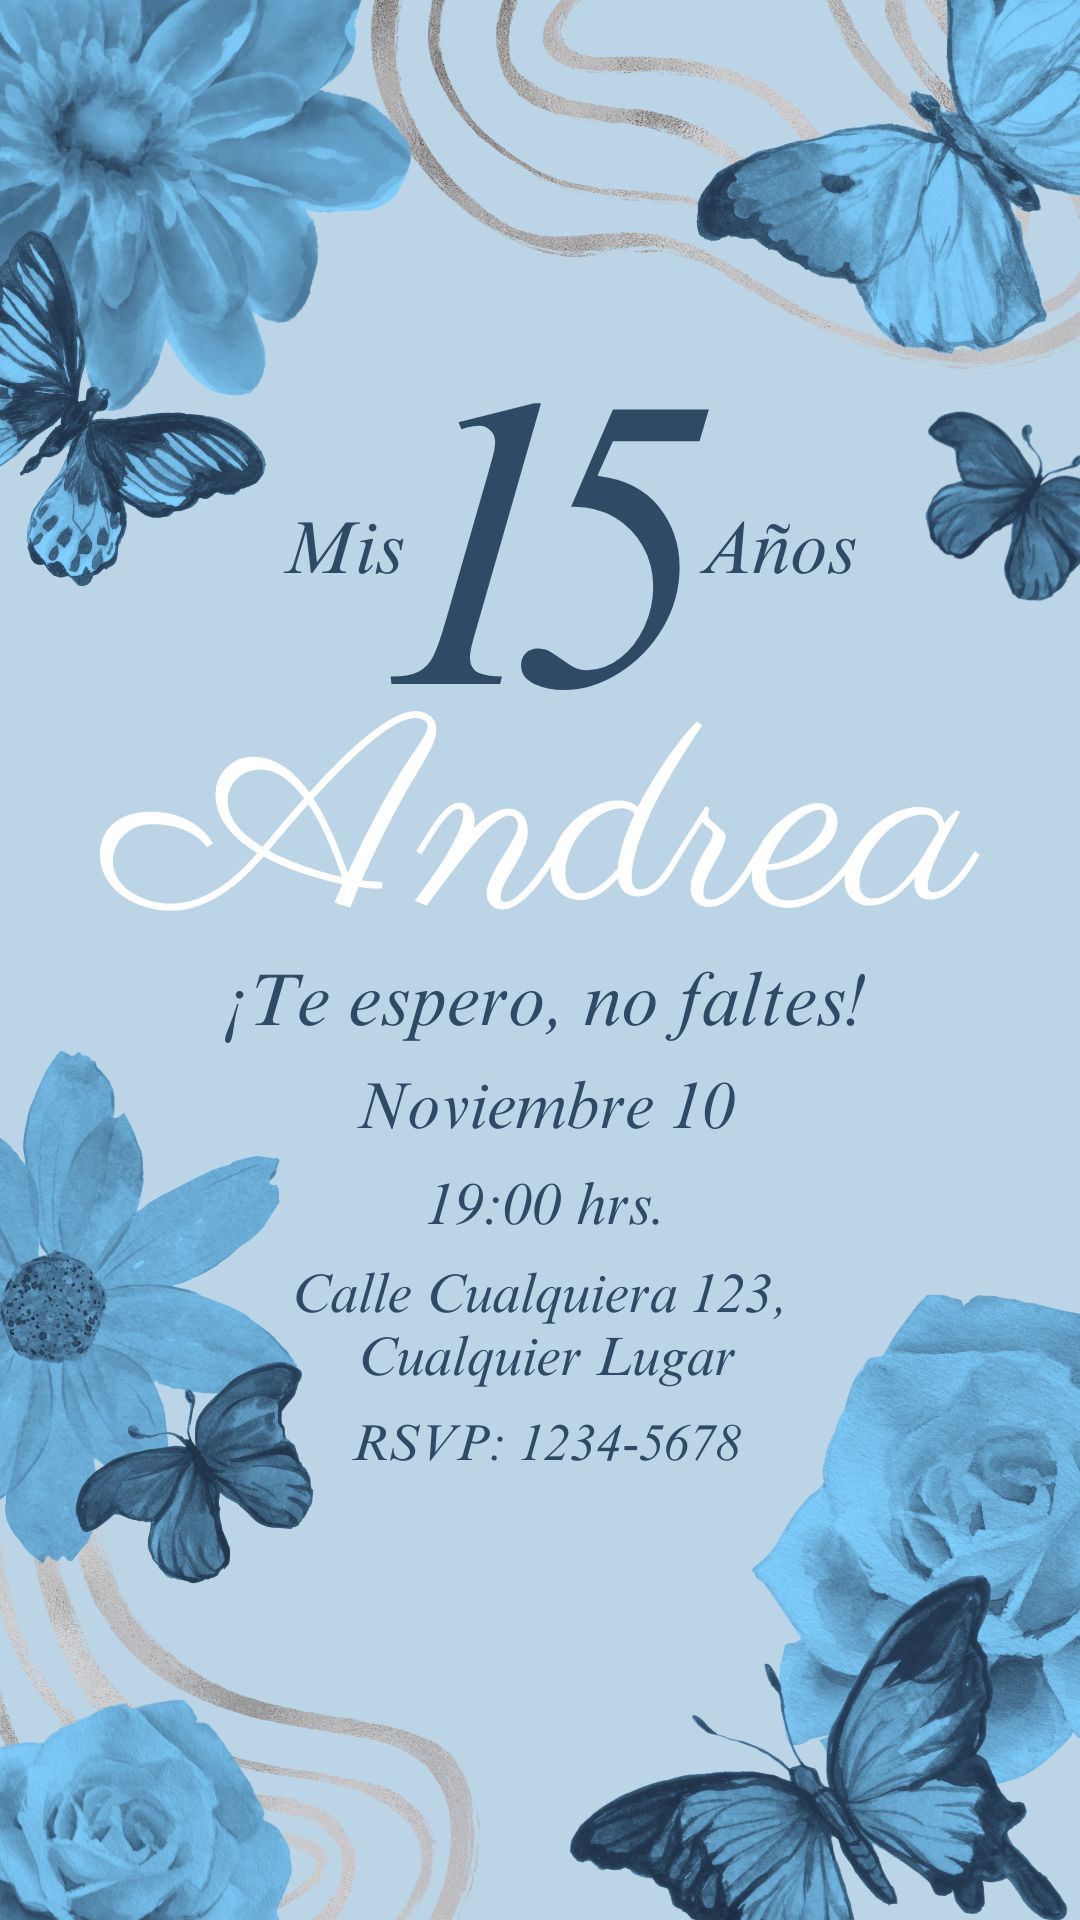 Mis 15 Años
Andrea
¡Te espero, no faltes!
Noviembre 10
19:00 hrs.
Calle Cualquiera 123,
Cualquier Lugar
RSVP: 1234-5678